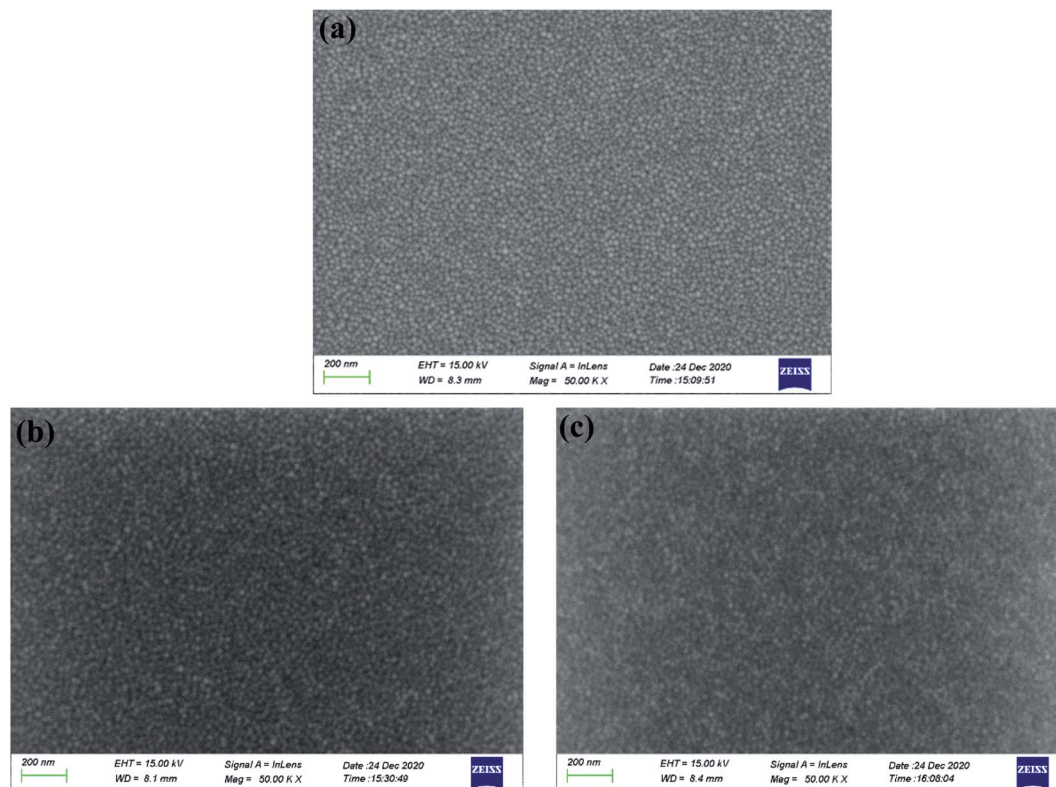 (a)
200 nm EHT = 15.00 kV Signal A = InLens Date :24 Dec 2020 ZEISS
WD = 8.3 mm Mag = 50.00 K X Time :15:09:51
(b)
200 nm EHT = 15.00 kV Signal A = InLens Date :24 Dec 2020 ZEISS
WD = 8.1 mm Mag = 50.00 K X Time :15:30:49
(c)
200 nm EHT = 15.00 kV Signal A = InLens Date :24 Dec 2020 ZEISS
WD = 8.4 mm Mag = 50.00 K X Time :16:08:04